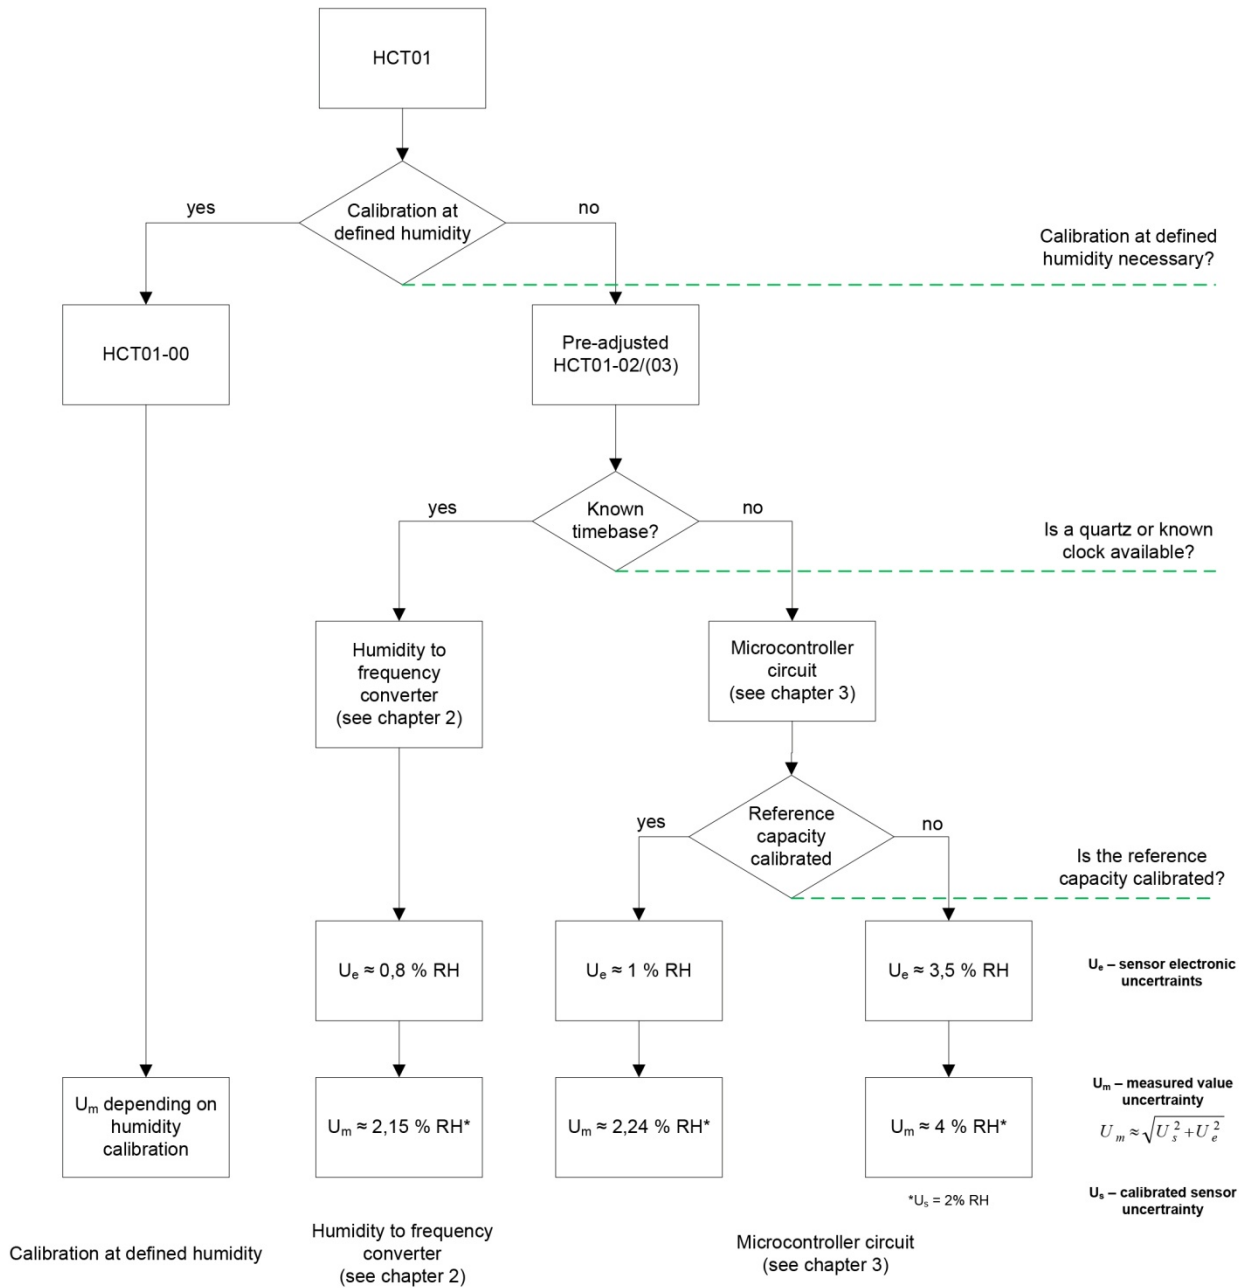 HCT01
yes
Calibration at
defined humidity
no
Calibration at defined
humidity necessary?
HCT01-00
Pre-adjusted
HCT01-02/(03)
yes
Known
timebase?
no
Is a quartz or known
clock available?
Humidity to
frequency
converter
(see chapter 2)
Microcontroller
circuit
(see chapter 3)
yes
Reference
capacity
calibrated
no
Is the reference
capacity calibrated?
Uₑ ≈ 0,8 % RH
Uₑ ≈ 1 % RH
Uₑ ≈ 3,5 % RH
Uₑ – sensor electronic
uncertraints
Uₘ depending on
humidity
calibration
Uₘ ≈ 2,15 % RH*
Uₘ ≈ 2,24 % RH*
Uₘ ≈ 4 % RH*
Uₘ – measured value
uncertainty
Uₘ ≈ √(Uₛ² + Uₑ²)
*Uₛ = 2% RH
Uₛ – calibrated sensor
uncertainty
Calibration at defined humidity
Humidity to frequency
converter
(see chapter 2)
Microcontroller circuit
(see chapter 3)